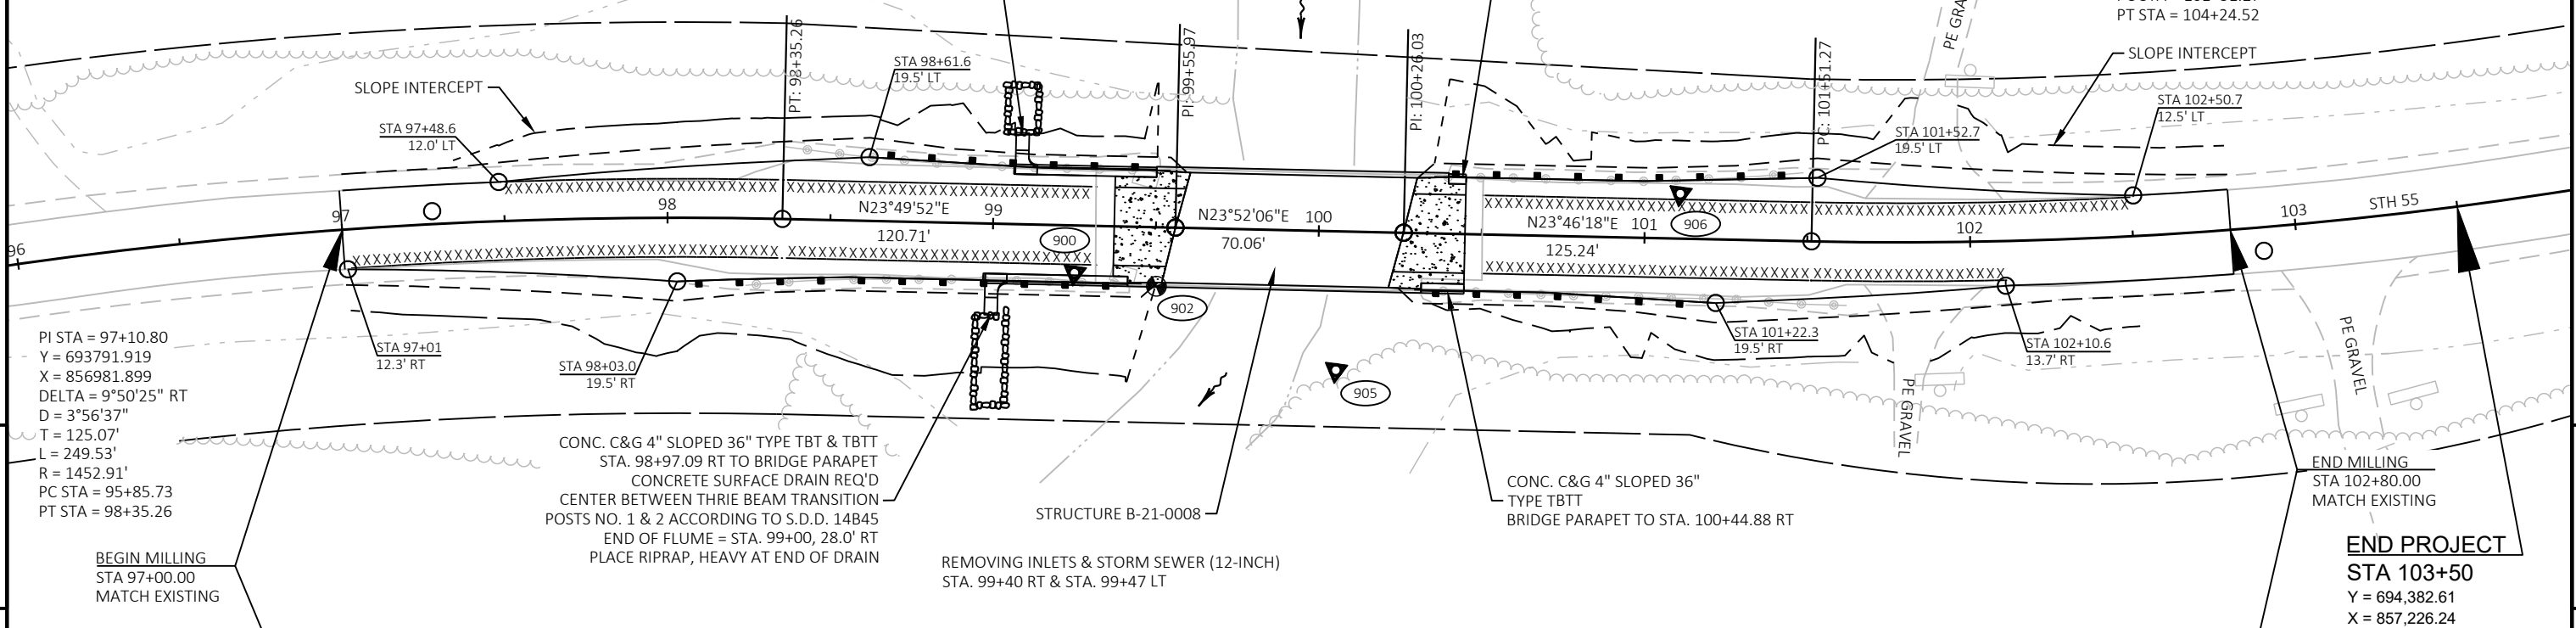 PT STA = 104+24.52
SLOPE INTERCEPT
STA 97+48.6
12.0' LT
PT: 98+35.26
STA 98+61.6
19.5' LT
PI: 99+55.97
PI: 100+26.03
PC: 101+51.27
STA 101+52.7
19.5' LT
SLOPE INTERCEPT
STA 102+50.7
12.5' LT
96
97
98
N23°49'52"E
120.71'
99
900
N23°52'06"E
70.06'
100
N23°46'18"E
125.24'
101
906
102
103
STH 55
902
905
PE GRAVEL
PE GRAVEL
STA 97+01
12.3' RT
STA 98+03.0
19.5' RT
STA 101+22.3
19.5' RT
STA 102+10.6
13.7' RT
PI STA = 97+10.80
Y = 693791.919
X = 856981.899
DELTA = 9°50'25" RT
D = 3°56'37"
T = 125.07'
L = 249.53'
R = 1452.91'
PC STA = 95+85.73
PT STA = 98+35.26
BEGIN MILLING
STA 97+00.00
MATCH EXISTING
CONC. C&G 4" SLOPED 36" TYPE TBT & TBTT
STA. 98+97.09 RT TO BRIDGE PARAPET
CONCRETE SURFACE DRAIN REQ'D
CENTER BETWEEN THRIE BEAM TRANSITION
POSTS NO. 1 & 2 ACCORDING TO S.D.D. 14B45
END OF FLUME = STA. 99+00, 28.0' RT
PLACE RIPRAP, HEAVY AT END OF DRAIN
STRUCTURE B-21-0008
REMOVING INLETS & STORM SEWER (12-INCH)
STA. 99+40 RT & STA. 99+47 LT
CONC. C&G 4" SLOPED 36"
TYPE TBTT
BRIDGE PARAPET TO STA. 100+44.88 RT
END MILLING
STA 102+80.00
MATCH EXISTING
END PROJECT
STA 103+50
Y = 694,382.61
X = 857,226.24